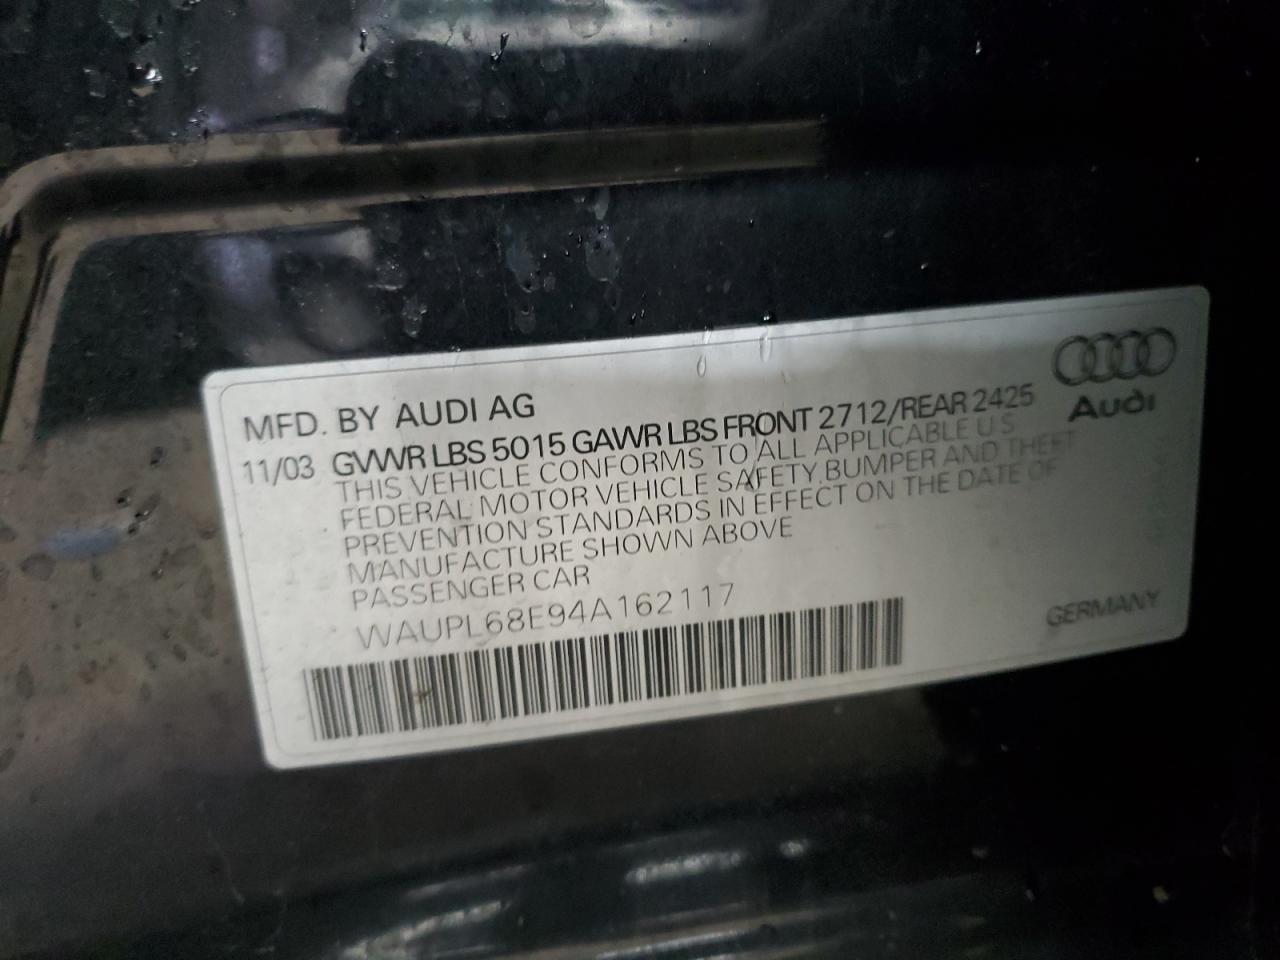 MFD. BY AUDI AG
Audi
11/03 GVWR LBS 5015 GAWR LBS FRONT 2712/REAR 2425
THIS VEHICLE CONFORMS TO ALL APPLICABLE U S
FEDERAL MOTOR VEHICLE SAFETY, BUMPER AND THEFT
PREVENTION STANDARDS IN EFFECT ON THE DATE OF
MANUFACTURE SHOWN ABOVE
PASSENGER CAR
WAUPL68E94A162117
GERMANY